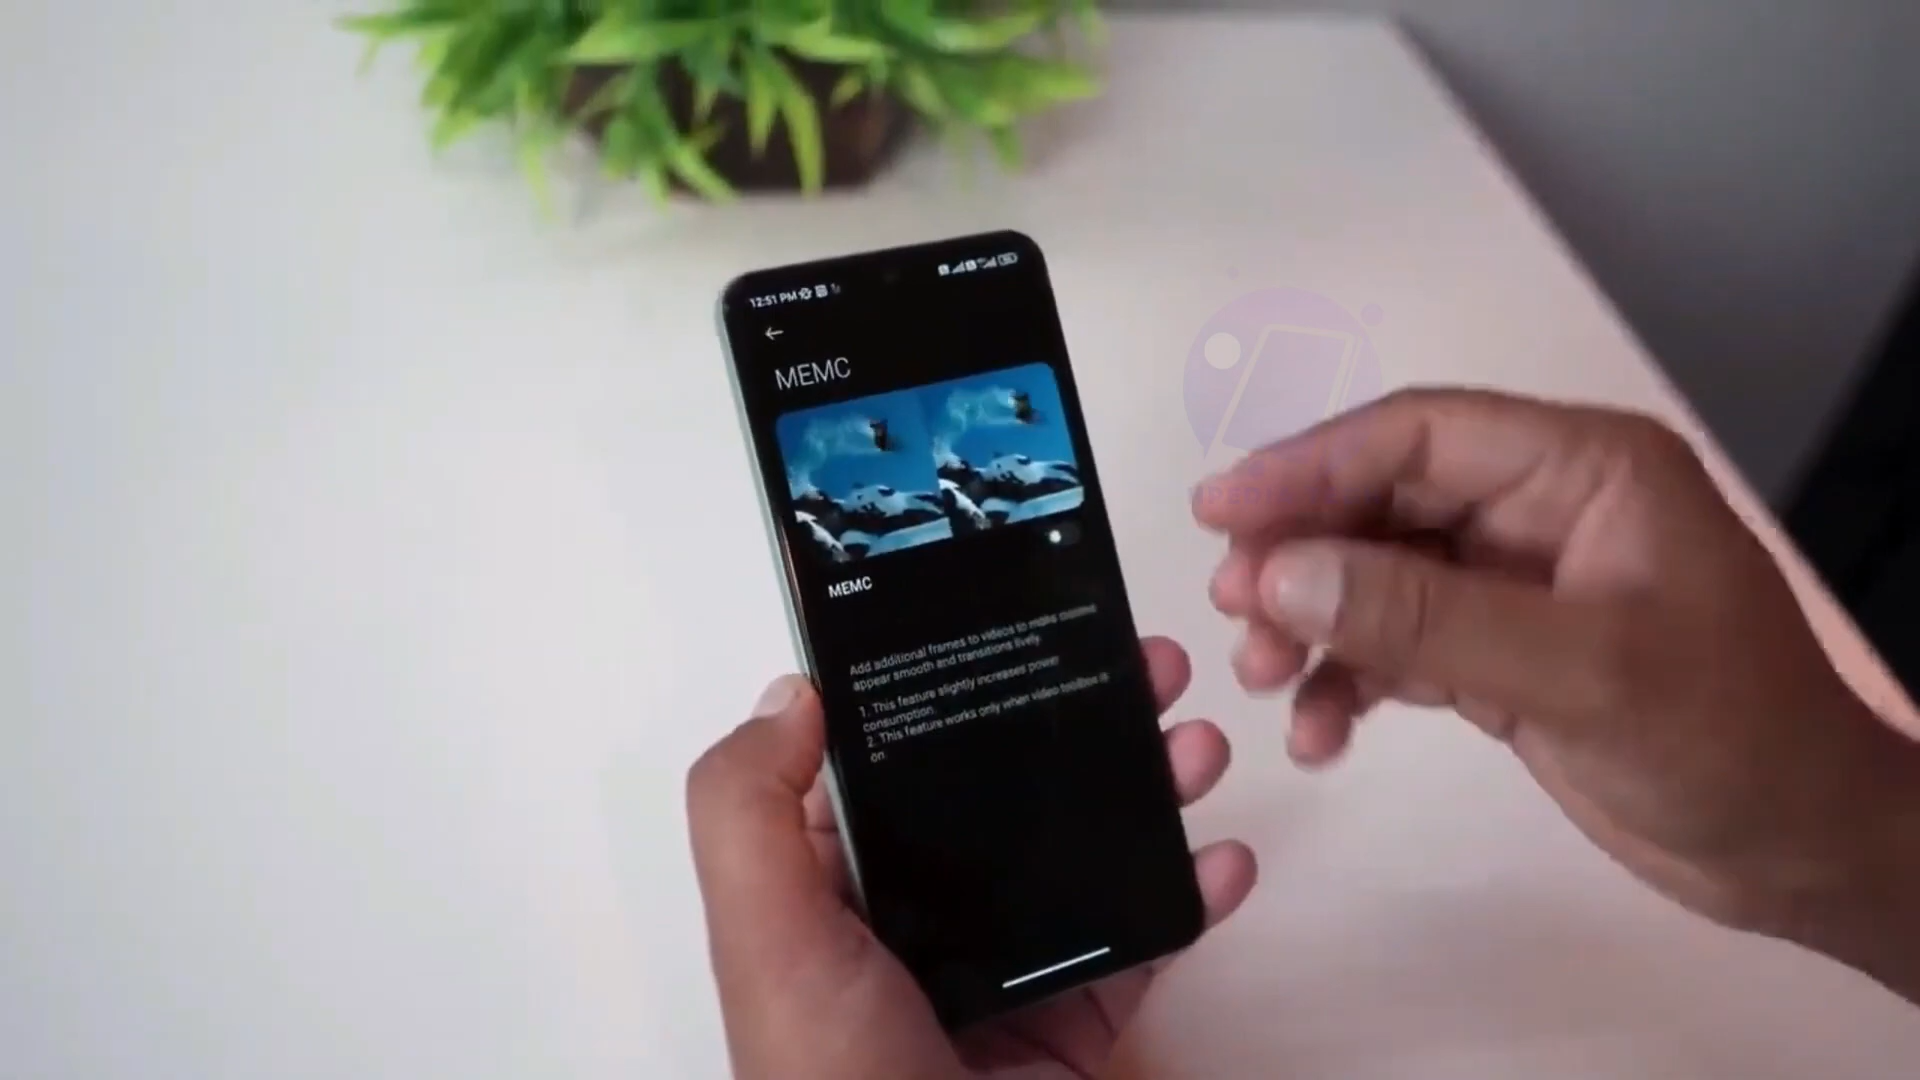 12:51 PM
MEMC
MEMC
Add additional frames to videos to make content
appear smooth and transitions lively.
1. This feature slightly increases power
consumption.
2. This feature works only when video toolbox is
on.